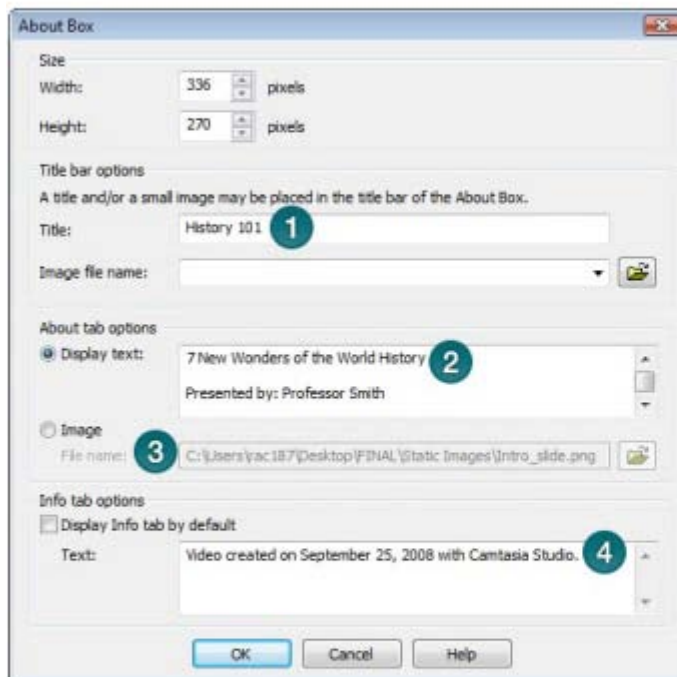 About Box
Size
Width: 336 pixels
Height: 270 pixels
Title bar options
A title and/or a small image may be placed in the title bar of the About Box.
Title: History 101 1
Image file name:
About tab options
Display text: 7 New Wonders of the World History 2
Presented by: Professor Smith
Image
File name: 3 C:\Users\rac187\Desktop\FINAL\Static Images\Intro_slide.png
Info tab options
Display Info tab by default
Text: Video created on September 25, 2008 with Camtasia Studio. 4
OK Cancel Help